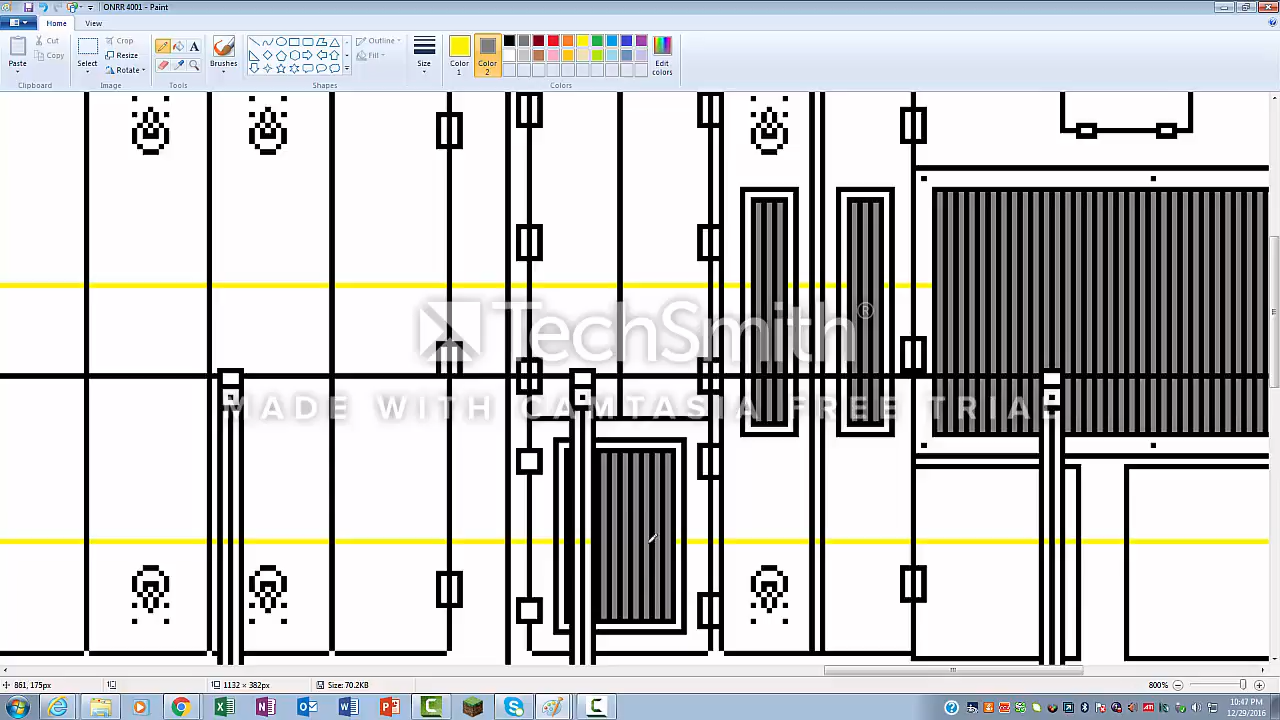 ONRR 4001 - Paint
Home
View
Paste
Cut
Copy
Clipboard
Select
Crop
Resize
Rotate
Image
A
Tools
Brushes
Outline
Fill
Shapes
Size
Color 1
Color 2
Edit colors
Colors
TechSmith®
MADE WITH CAMTASIA FREE TRIAL
861, 175px
1132 × 382px
Size: 70.2KB
800%
10:47 PM
12/29/2016